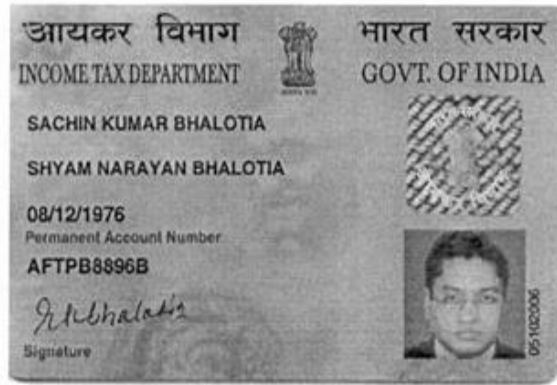 आयकर विभाग
INCOME TAX DEPARTMENT
भारत सरकार
GOVT. OF INDIA
SACHIN KUMAR BHALOTIA
SHYAM NARAYAN BHALOTIA
08/12/1976
Permanent Account Number
AFTPB8896B
Signature
05102006